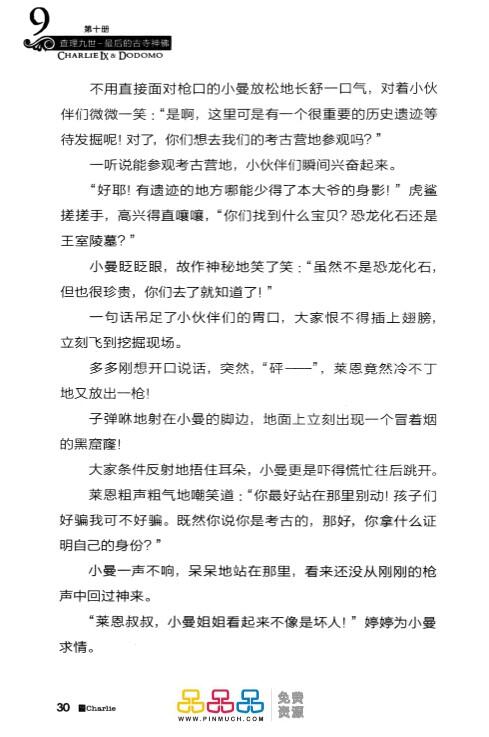 9
第十册
查理九世-最后的古寺神佛
CHARLIE IX & DODOMO
不用直接面对枪口的小曼放松地长舒一口气，对着小伙
伴们微微一笑：“是啊，这里可是有一个很重要的历史遗迹等
待发掘呢！对了，你们想去我们的考古营地参观吗？”
一听说能参观考古营地，小伙伴们瞬间兴奋起来。
“好耶！有遗迹的地方哪能少得了本大爷的身影！”虎鲨
搓搓手，高兴得直嚷嚷，“你们找到什么宝贝？恐龙化石还是
王室陵墓？”
小曼眨眨眼，故作神秘地笑了笑：“虽然不是恐龙化石，
但也很珍贵，你们去了就知道了！”
一句话吊足了小伙伴们的胃口，大家恨不得插上翅膀，
立刻飞到挖掘现场。
多多刚想开口说话，突然，“砰——”，莱恩竟然冷不丁
地又放出一枪！
子弹咻地射在小曼的脚边，地面上立刻出现一个冒着烟
的黑窟窿！
大家条件反射地捂住耳朵，小曼更是吓得慌忙往后跳开。
莱恩粗声粗气地嘲笑道：“你最好站在那里别动！孩子们
好骗我可不好骗。既然你说你是考古的，那好，你拿什么证
明自己的身份？”
小曼一声不响，呆呆地站在那里，看来还没从刚刚的枪
声中回过神来。
“莱恩叔叔，小曼姐姐看起来不像是坏人！”婷婷为小曼
求情。
30 Charlie
品品品
WWW.PINMUCH.COM
免费
资源